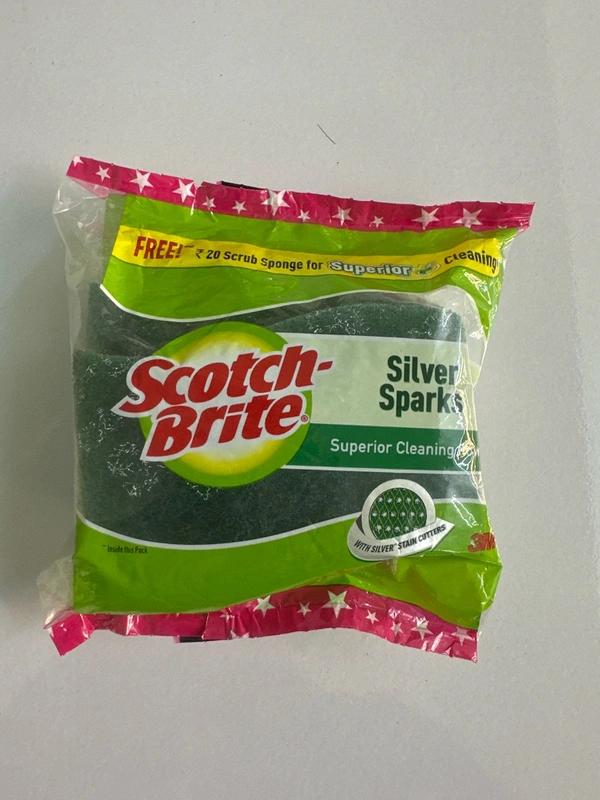 FREE!** ₹ 20 Scrub Sponge for Superior Cleaning
Scotch-
Brite®
Silver
Sparks
Superior Cleaning
WITH SILVER* STAIN CUTTERS
3M
** Inside this Pack